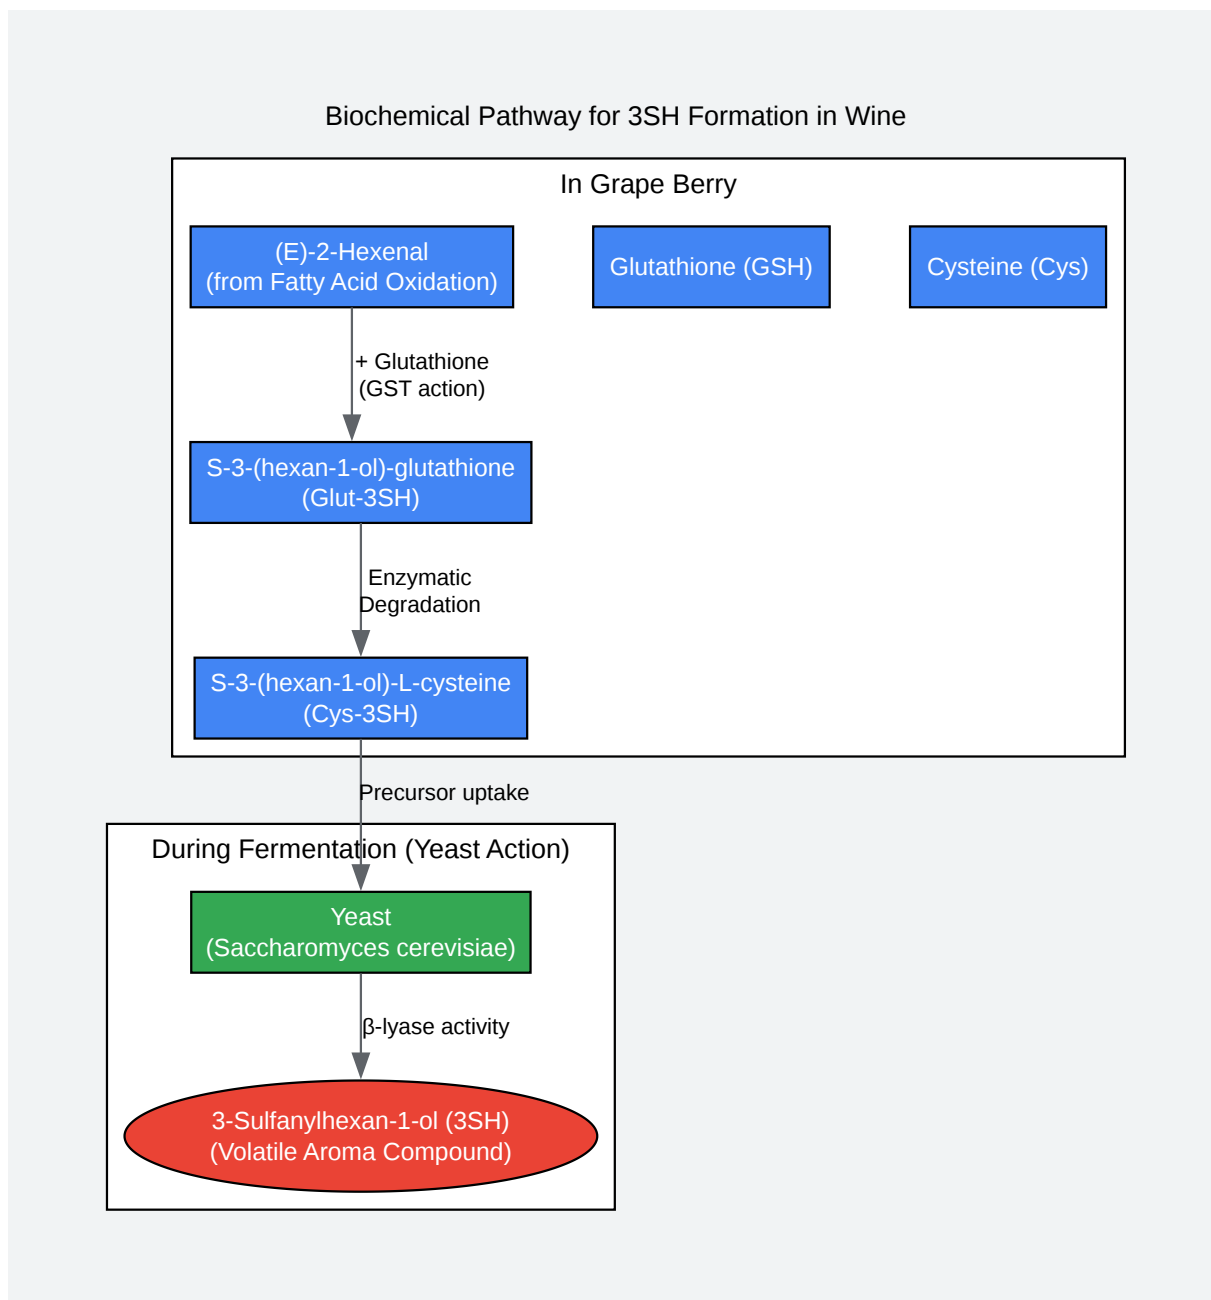 Biochemical Pathway for 3SH Formation in Wine
In Grape Berry
(E)-2-Hexenal
(from Fatty Acid Oxidation)
Glutathione (GSH)
Cysteine (Cys)
+ Glutathione
(GST action)
S-3-(hexan-1-ol)-glutathione
(Glut-3SH)
Enzymatic
Degradation
S-3-(hexan-1-ol)-L-cysteine
(Cys-3SH)
Precursor uptake
During Fermentation (Yeast Action)
Yeast
(Saccharomyces cerevisiae)
β-lyase activity
3-Sulfanylhexan-1-ol (3SH)
(Volatile Aroma Compound)